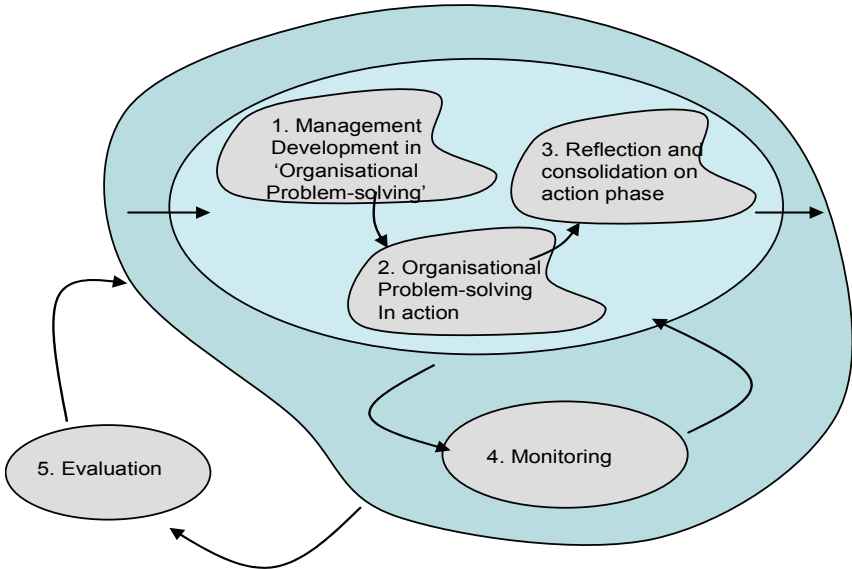 1. Management
Development in
‘Organisational
Problem-solving’
3. Reflection and
consolidation on
action phase
2. Organisational
Problem-solving
In action
4. Monitoring
5. Evaluation